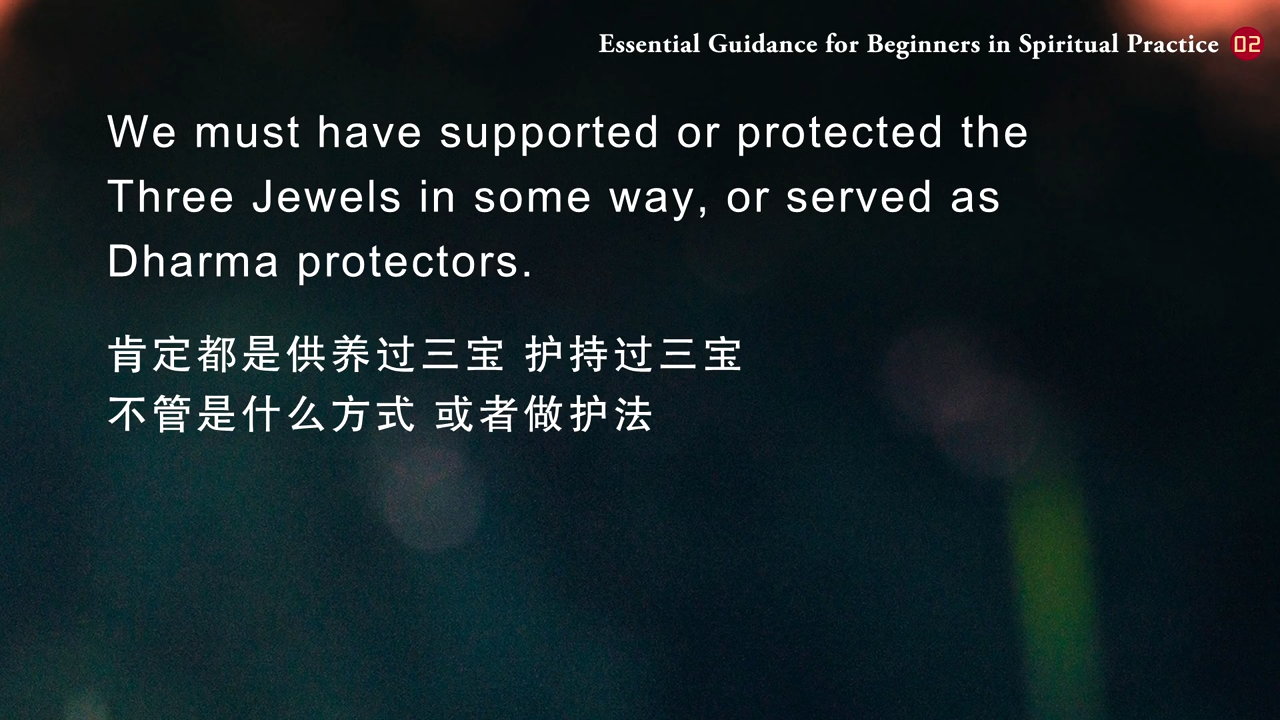 Essential Guidance for Beginners in Spiritual Practice 02
We must have supported or protected the
Three Jewels in some way, or served as
Dharma protectors.
肯定都是供养过三宝 护持过三宝
不管是什么方式 或者做护法